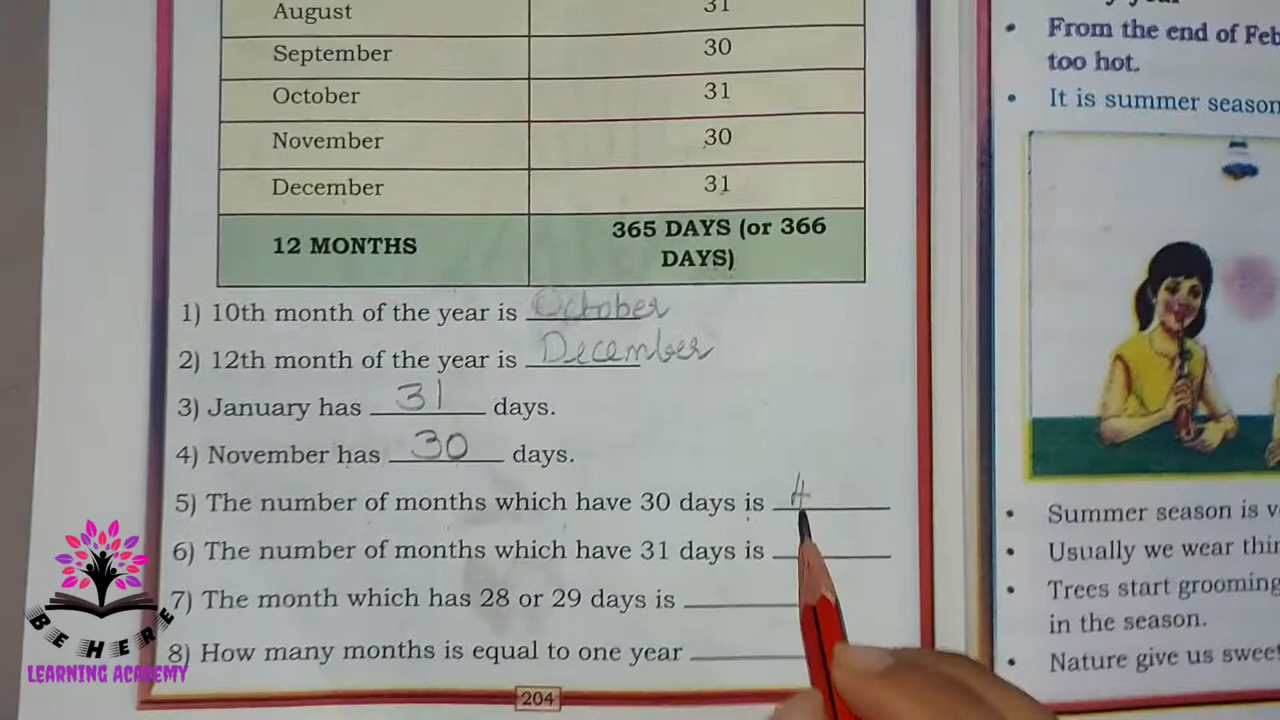 August 31
September 30
October 31
November 30
December 31
12 MONTHS 365 DAYS (or 366
DAYS)
1) 10th month of the year is October
2) 12th month of the year is December
3) January has 31 days.
4) November has 30 days.
5) The number of months which have 30 days is 4
6) The number of months which have 31 days is
7) The month which has 28 or 29 days is
8) How many months is equal to one year
204
From the end of Feb
too hot.
It is summer season
Summer season is
Usually we wear
Trees start grooming
in the season.
Nature give us
BE HERE
LEARNING ACADEMY